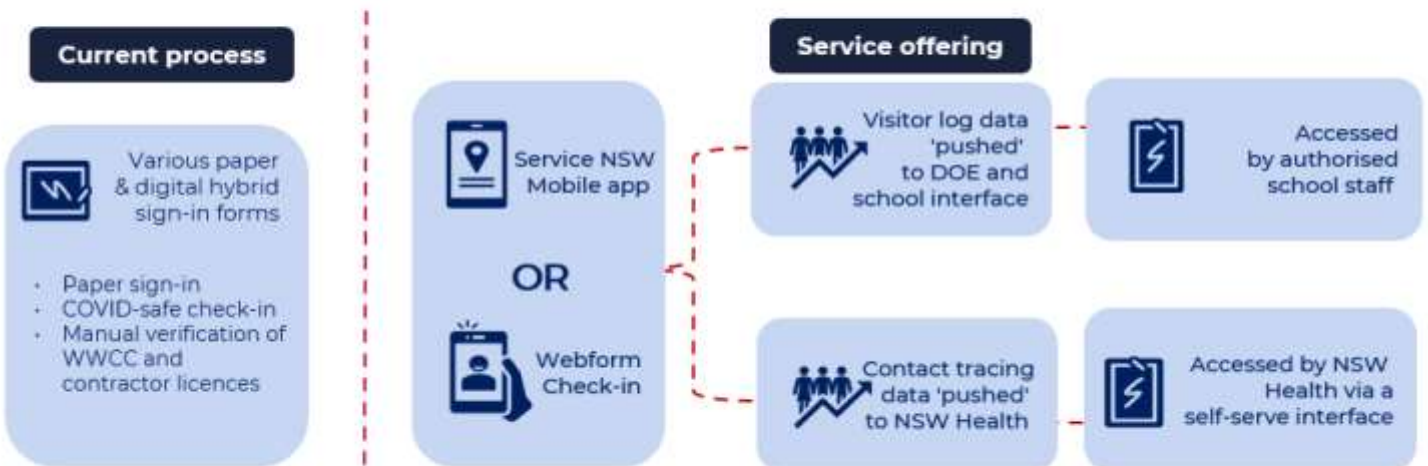 Current process
Various paper
& digital hybrid
sign-in forms
• Paper sign-in
• COVID-safe check-in
• Manual verification of
WWCC and
contractor licences
Service offering
Service NSW
Mobile app
OR
Webform
Check-in
Visitor log data
'pushed'
to DOE and
school interface
Accessed
by authorised
school staff
Contact tracing
data 'pushed'
to NSW Health
Accessed by NSW
Health via a
self-serve interface